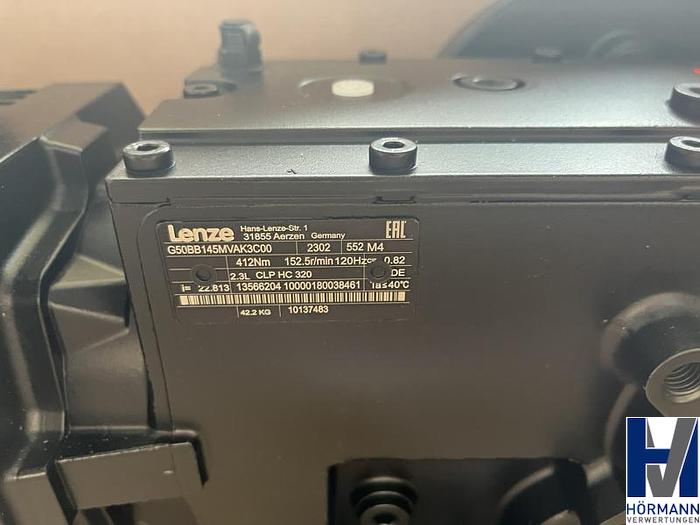 Lenze Hans-Lenze-Str. 1
31855 Aerzen Germany EAC
G50BB145MVAK3C00 2302 552 M4
412Nm 152.5r/min 120Hz 0.82
2.3L CLP HC 320 DE
i= 22.813 13566204 10000180038461 Ta≤40°C
42.2 KG 10137483
HÖRMANN
VERWERTUNGEN